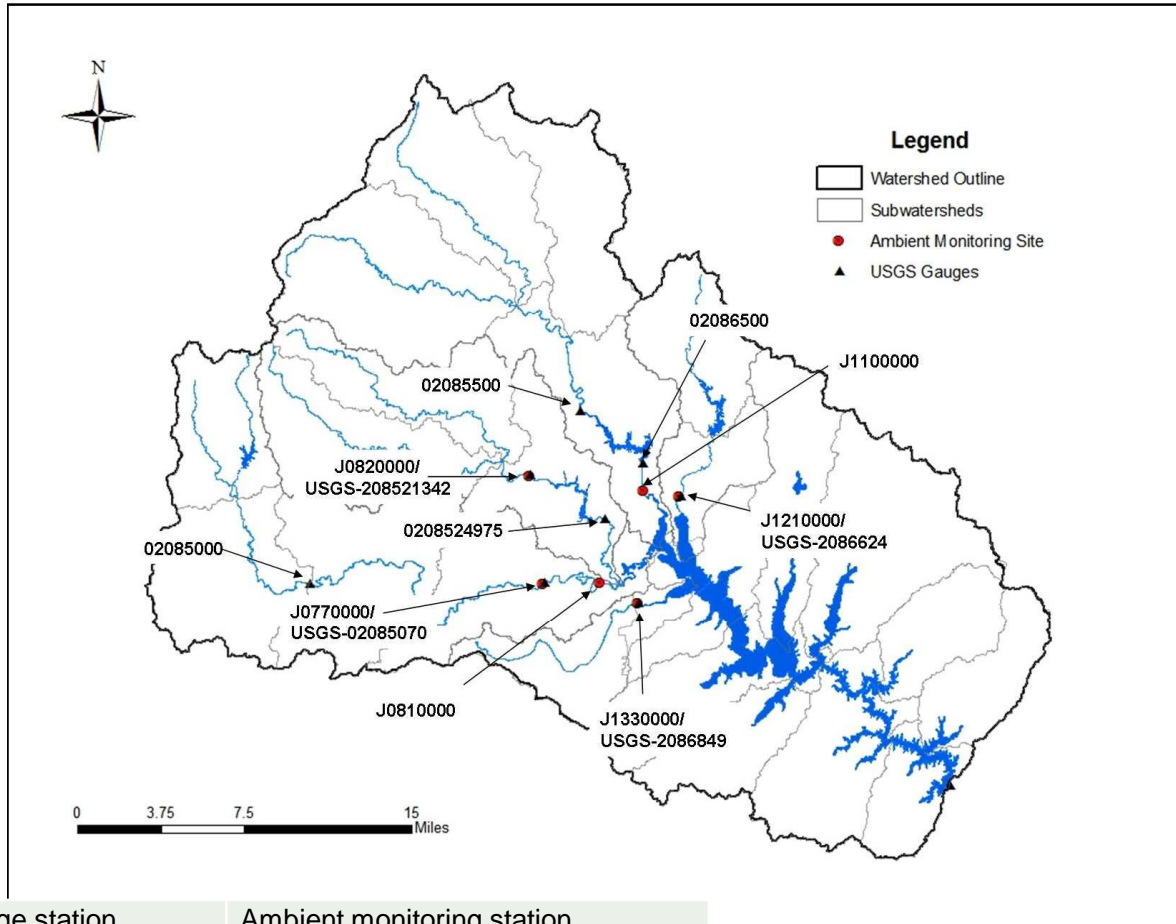 N
Legend
Watershed Outline
Subwatersheds
Ambient Monitoring Site
USGS Gauges
02086500
J1100000
02085500
J0820000/
USGS-208521342
0208524975
J1210000/
USGS-2086624
02085000
J0770000/
USGS-02085070
J0810000
J1330000/
USGS-2086849
0 3.75 7.5 15
Miles
station Ambient monitoring station